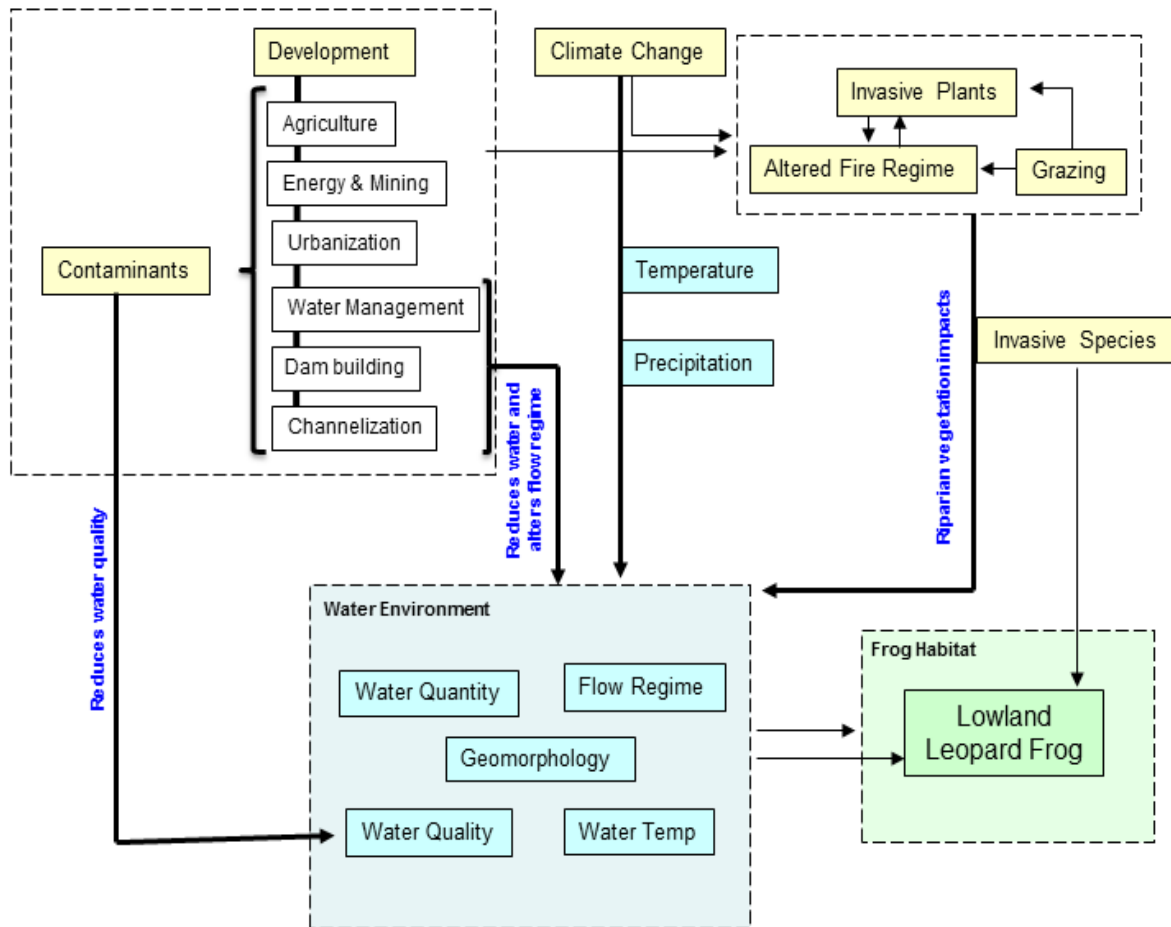 Development
Agriculture
Energy & Mining
Urbanization
Contaminants
Water Management
Dam building
Channelization
Climate Change
Temperature
Precipitation
Invasive Plants
Altered Fire Regime
Grazing
Invasive Species
Reduces water quality
Reduces water and
alters flow regime
Riparian vegetation impacts
Water Environment
Water Quantity
Flow Regime
Geomorphology
Water Quality
Water Temp
Frog Habitat
Lowland
Leopard Frog